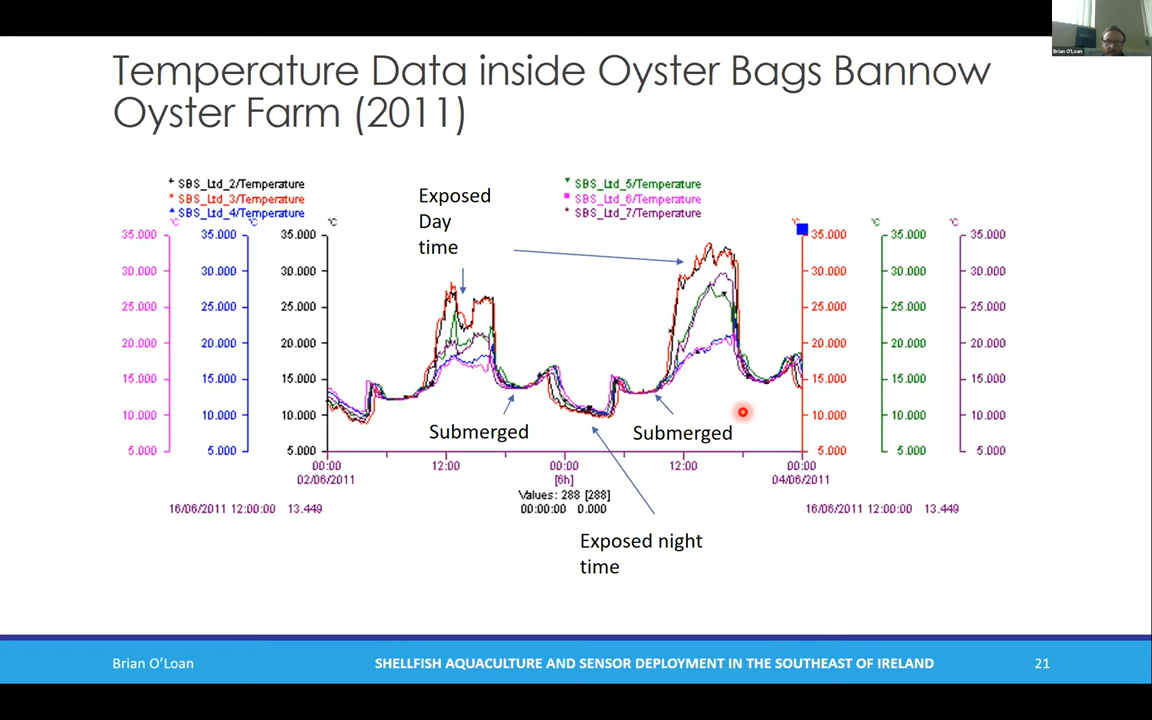 Brian O'Loan
Temperature Data inside Oyster Bags Bannow
Oyster Farm (2011)
SBS_Ltd_2/Temperature
SBS_Ltd_3/Temperature
SBS_Ltd_4/Temperature
SBS_Ltd_5/Temperature
SBS_Ltd_6/Temperature
SBS_Ltd_7/Temperature
Exposed
Day
time
°C °C °C °C °C °C
35.000 35.000 35.000 35.000 35.000 35.000
30.000 30.000 30.000 30.000 30.000 30.000
25.000 25.000 25.000 25.000 25.000 25.000
20.000 20.000 20.000 20.000 20.000 20.000
15.000 15.000 15.000 15.000 15.000 15.000
10.000 10.000 10.000 10.000 10.000 10.000
5.000 5.000 5.000 5.000 5.000 5.000
Submerged
Submerged
00:00 12:00 00:00 12:00 00:00
02/06/2011 [6h] 04/06/2011
Values: 288 [288]
16/06/2011 12:00:00 13.449 00:00:00 0.000 16/06/2011 12:00:00 13.449
Exposed night
time
Brian O'Loan
SHELLFISH AQUACULTURE AND SENSOR DEPLOYMENT IN THE SOUTHEAST OF IRELAND
21